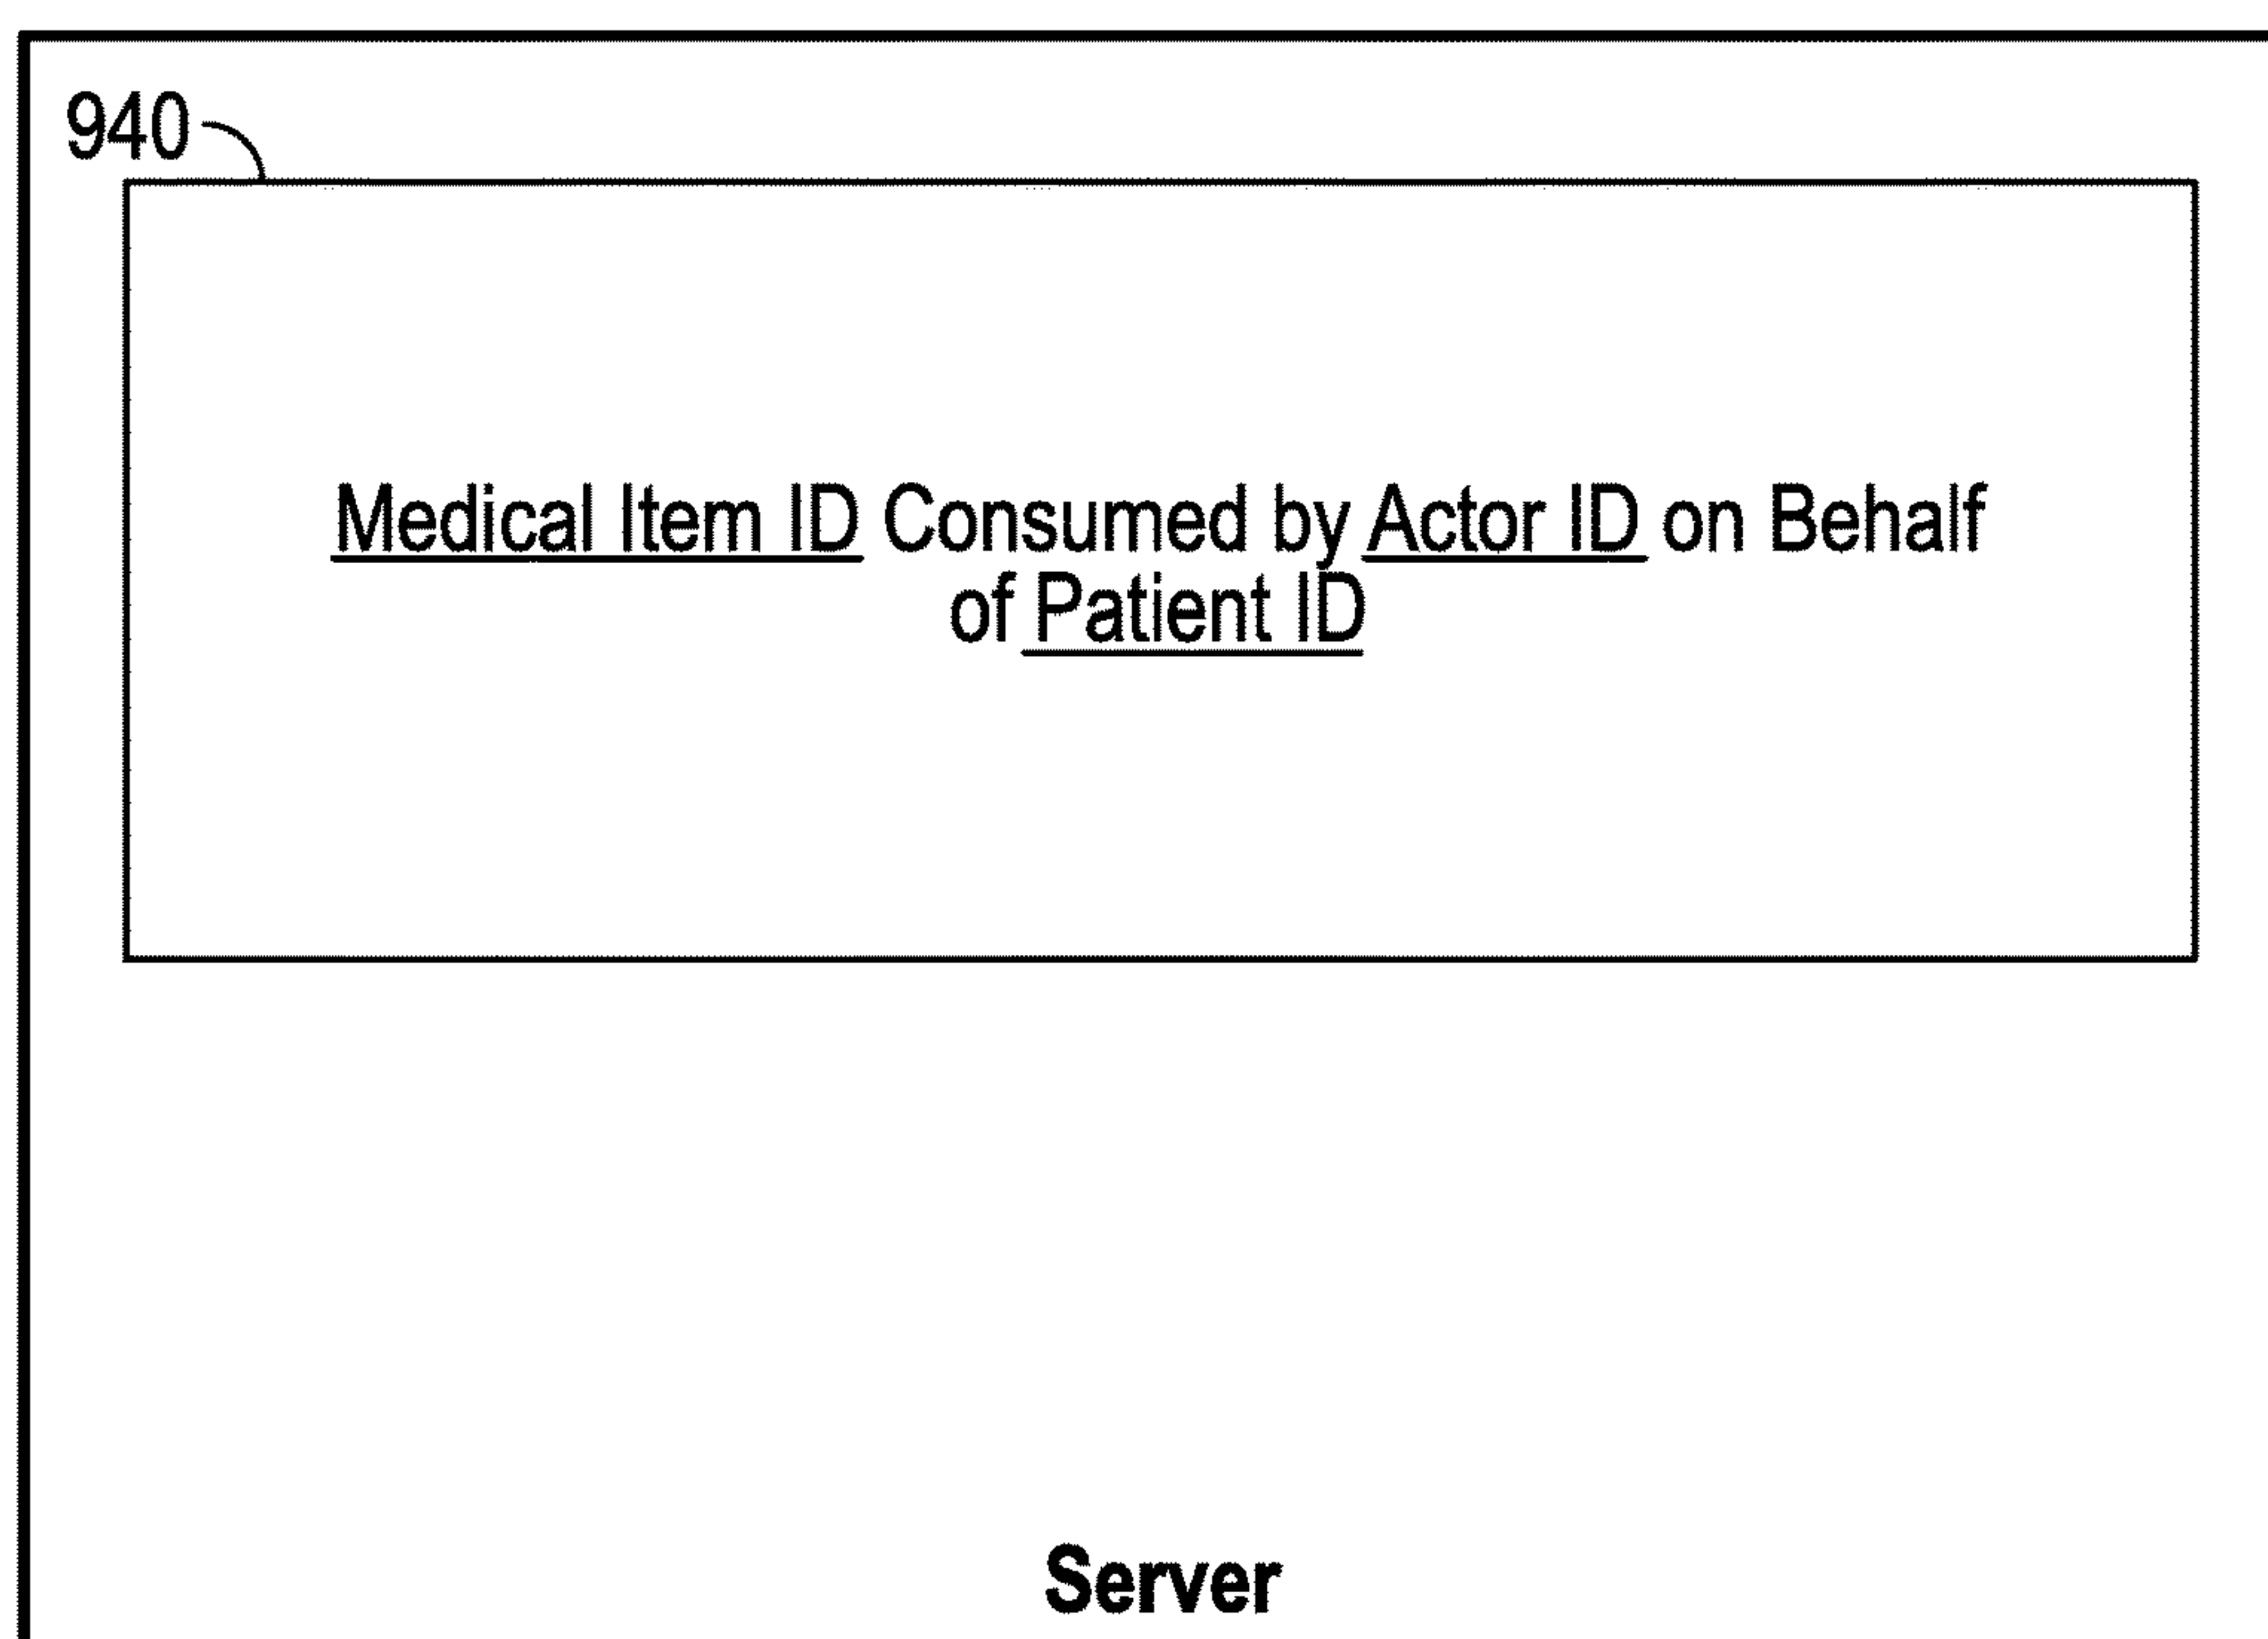 940
Medical Item ID Consumed by Actor ID on Behalf
of Patient ID
Server